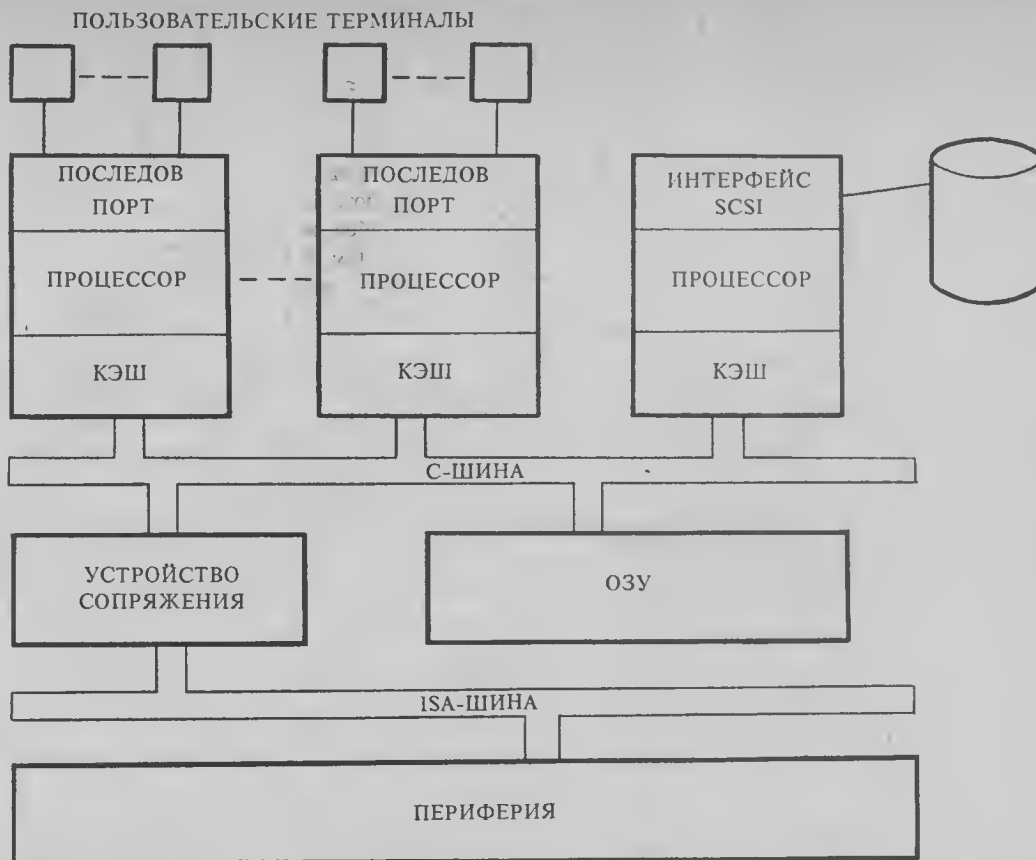 ПОЛЬЗОВАТЕЛЬСКИЕ ТЕРМИНАЛЫ
ПОСЛЕДОВ
ПОРТ
ПРОЦЕССОР
КЭШ
ПОСЛЕДОВ
ПОРТ
ПРОЦЕССОР
КЭШ
ИНТЕРФЕЙС
SCSI
ПРОЦЕССОР
КЭШ
С-ШИНА
УСТРОЙСТВО
СОПРЯЖЕНИЯ
ОЗУ
ISA-ШИНА
ПЕРИФЕРИЯ